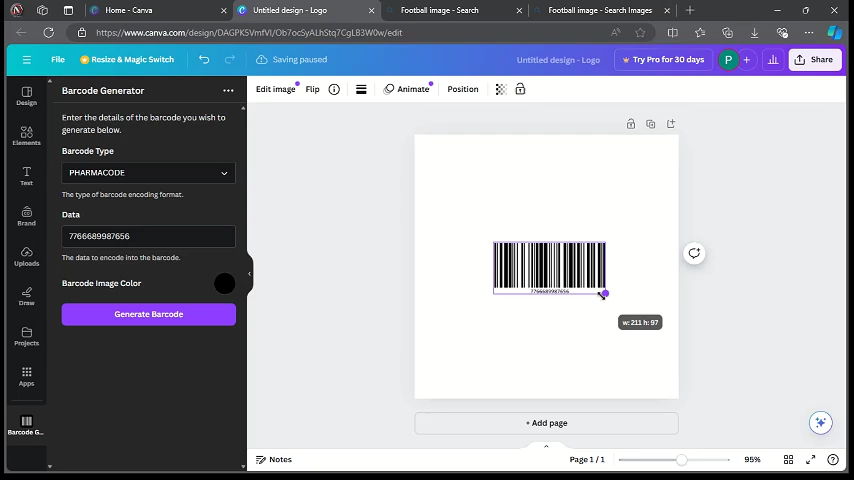 Home - Canva
Untitled design - Logo
Football image - Search
Football image - Search Images
https://www.canva.com/design/DAGPK5VmfVI/Ob7ocSyALhStq7CgLB3W0w/edit
File
Resize & Magic Switch
Saving paused
Untitled design - Logo
Try Pro for 30 days
P
Share
Design
Elements
Text
Brand
Uploads
Draw
Projects
Apps
Barcode G...
Barcode Generator
Enter the details of the barcode you wish to
generate below.
Barcode Type
PHARMACODE
The type of barcode encoding format.
Data
7766689987656
The data to encode into the barcode.
Barcode Image Color
Generate Barcode
Edit image
Flip
Animate
Position
7766689987656
w: 211 h: 97
+ Add page
Notes
Page 1 / 1
95%